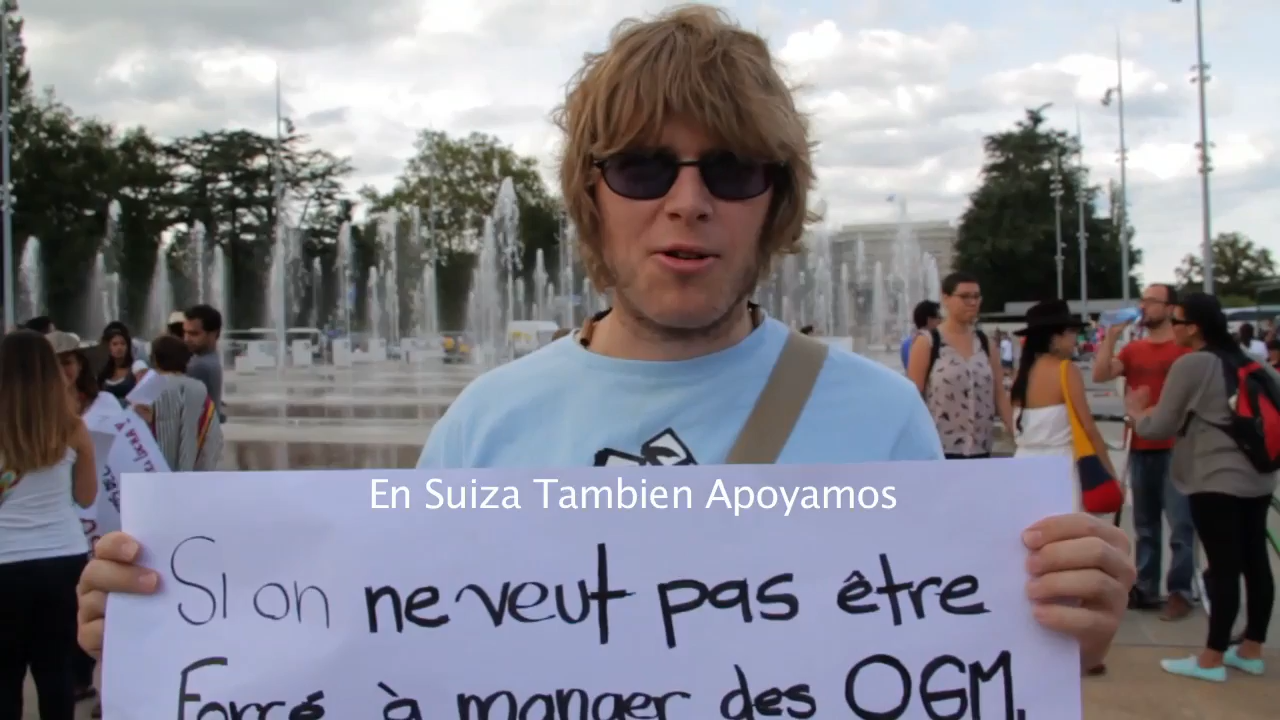 En Suiza Tambien Apoyamos
Si on ne veut pas être
Forcé à manger des OGM,